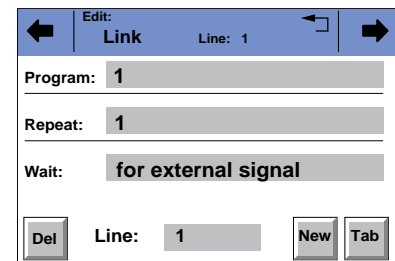 Edit:
Link Line: 1
Program: 1
Repeat: 1
Wait: for external signal
Del Line: 1 New Tab